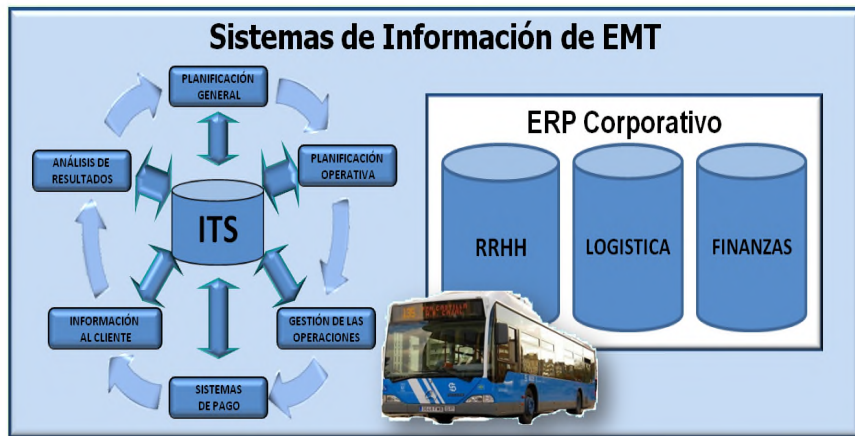 Sistemas de Información de EMT
PLANIFICACIÓN
GENERAL
PLANIFICACIÓN
OPERATIVA
GESTIÓN DE LAS
OPERACIONES
SISTEMAS
DE PAGO
INFORMACIÓN
AL CLIENTE
ANÁLISIS DE
RESULTADOS
ITS
ERP Corporativo
RRHH
LOGISTICA
FINANZAS